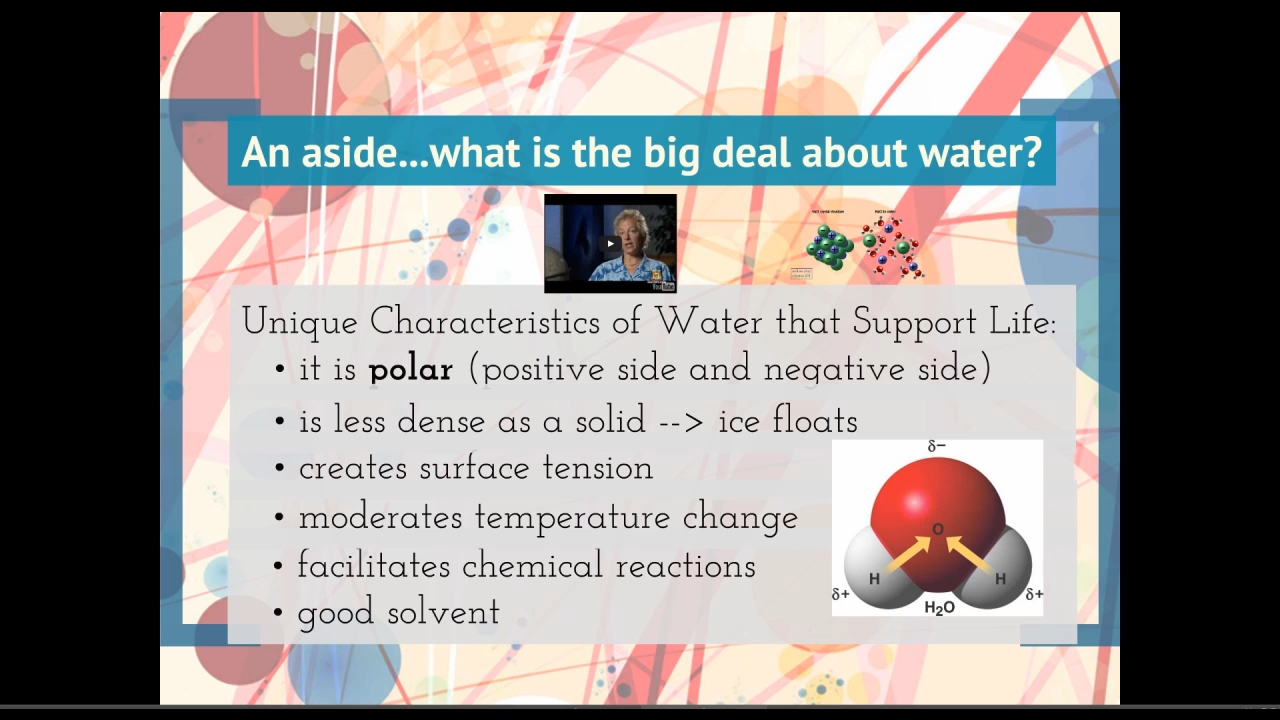 An aside...what is the big deal about water?
YouTube
Unique Characteristics of Water that Support Life:
• it is polar (positive side and negative side)
• is less dense as a solid --> ice floats
• creates surface tension
• moderates temperature change
• facilitates chemical reactions
• good solvent
δ−
O
H H
δ+ δ+
H₂O